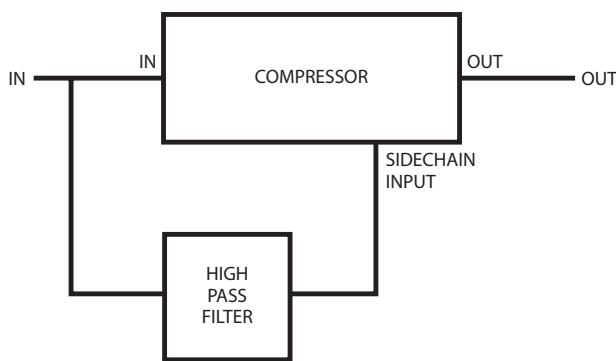 IN
IN
COMPRESSOR
OUT
OUT
SIDECHAIN
INPUT
HIGH
PASS
FILTER